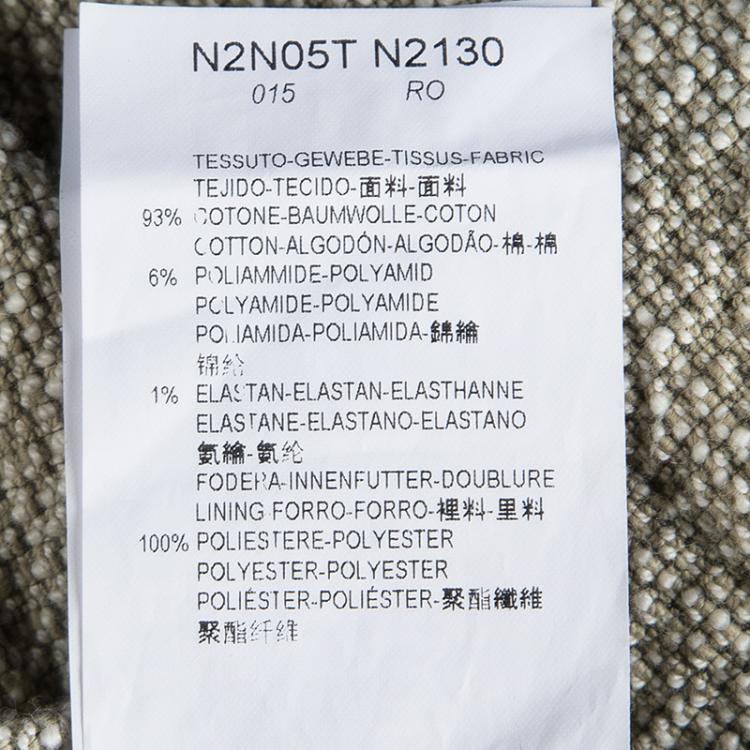 N2N05T N2130
015 RO
TESSUTO-GEWEBE-TISSUS-FABRIC
TEJIDO-TECIDO-面料-面料
93% COTONE-BAUMWOLLE-COTON
COTTON-ALGODÓN-ALGODÃO-棉-棉
6% POLIAMMIDE-POLYAMID
POLYAMIDE-POLYAMIDE
POLIAMIDA-POLIAMIDA-錦綸
锦纶
1% ELASTAN-ELASTAN-ELASTHANNE
ELASTANE-ELASTANO-ELASTANO
氨綸-氨纶
FODERA-INNENFUTTER-DOUBLURE
LINING FORRO-FORRO-裡料-里料
100% POLIESTERE-POLYESTER
POLYESTER-POLYESTER
POLIÉSTER-POLIÉSTER-聚酯纖維
聚酯纤维